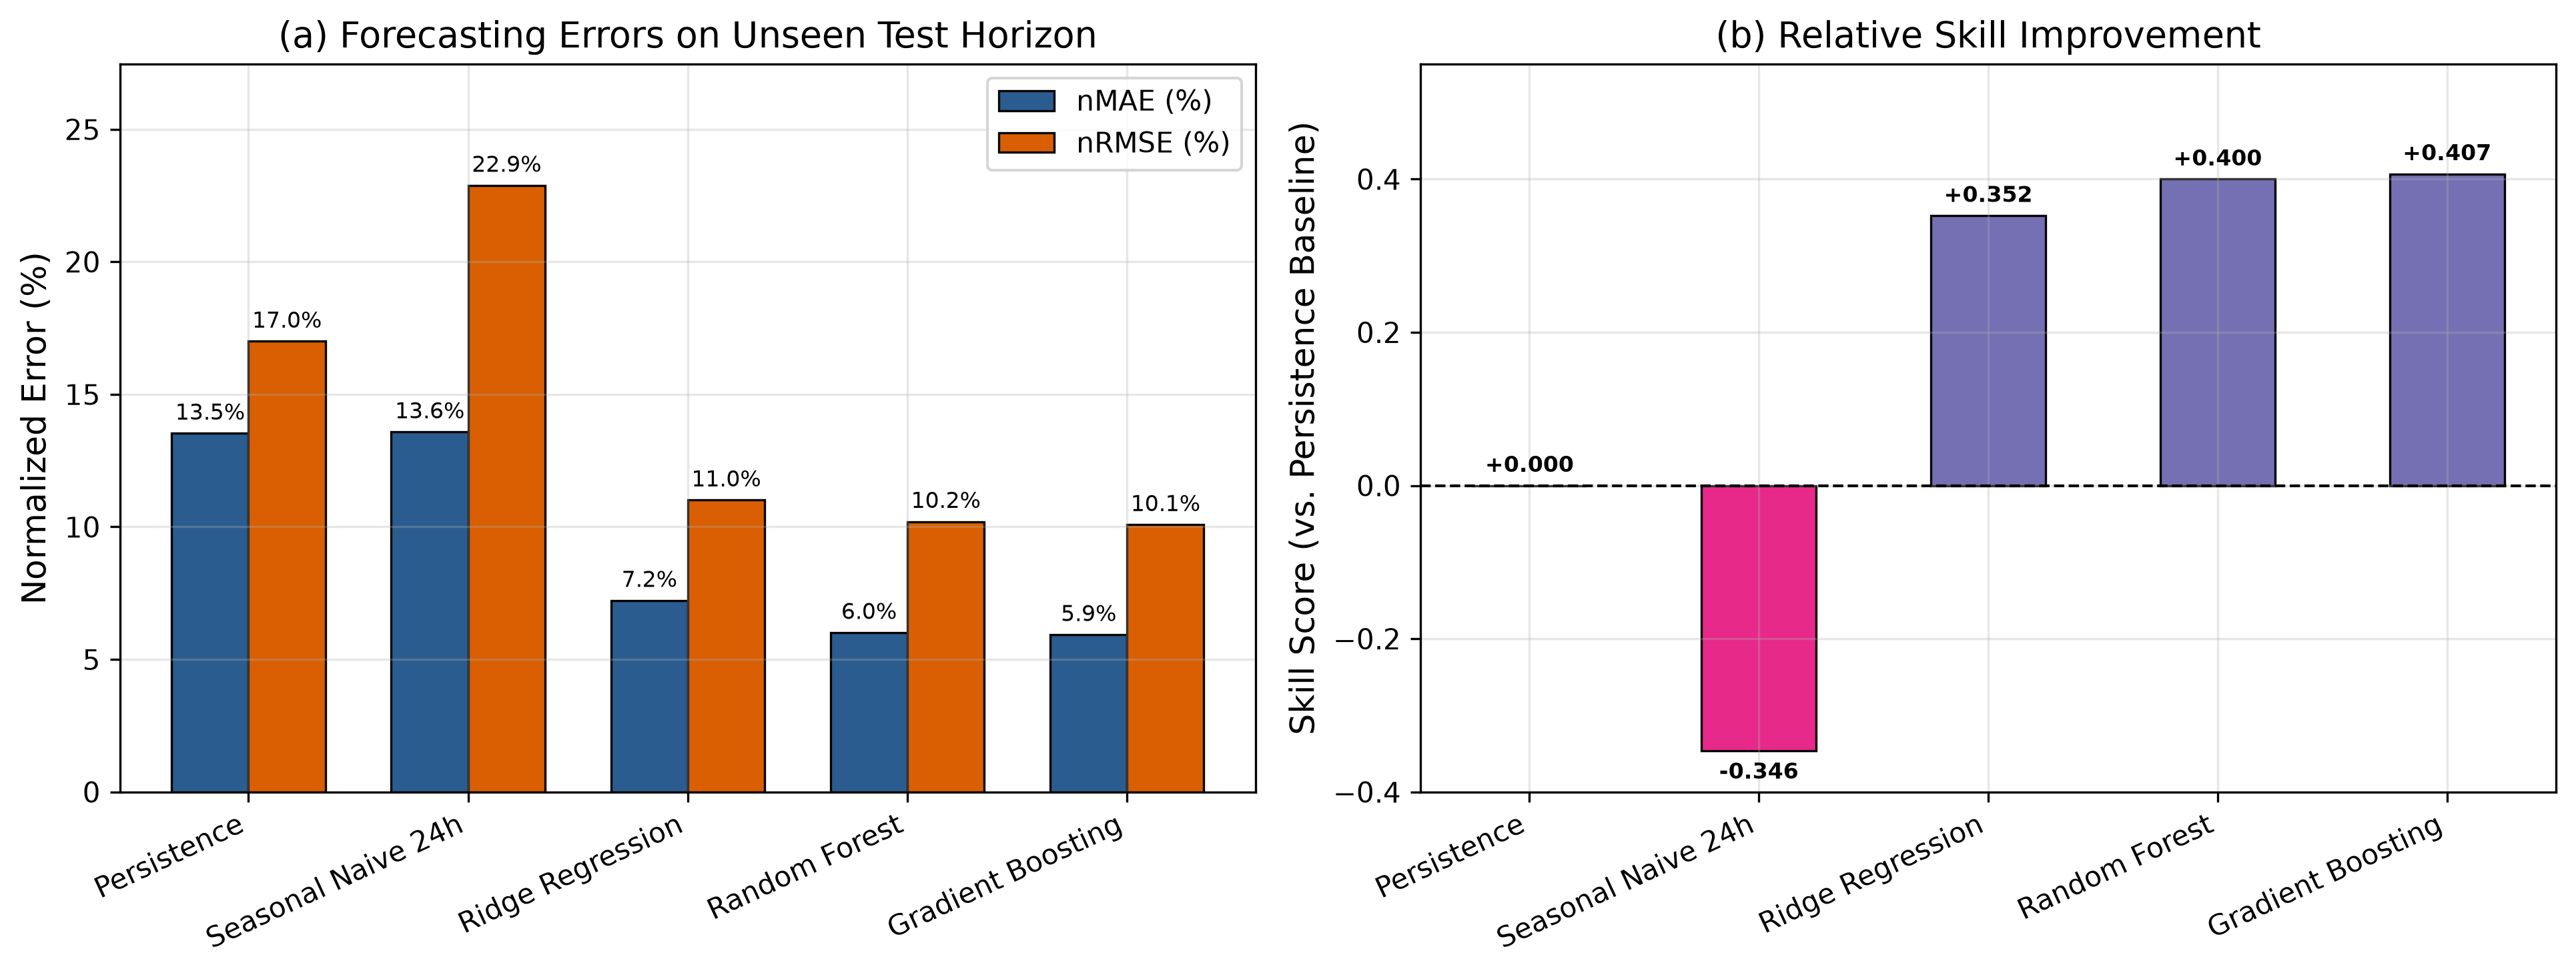 (a) Forecasting Errors on Unseen Test Horizon
Normalized Error (%)
25
20
15
10
5
0
nMAE (%)
nRMSE (%)
13.5%
17.0%
13.6%
22.9%
7.2%
11.0%
6.0%
10.2%
5.9%
10.1%
Persistence
Seasonal Naive 24h
Ridge Regression
Random Forest
Gradient Boosting
(b) Relative Skill Improvement
Skill Score (vs. Persistence Baseline)
0.4
0.2
0.0
−0.2
−0.4
+0.000
-0.346
+0.352
+0.400
+0.407
Persistence
Seasonal Naive 24h
Ridge Regression
Random Forest
Gradient Boosting